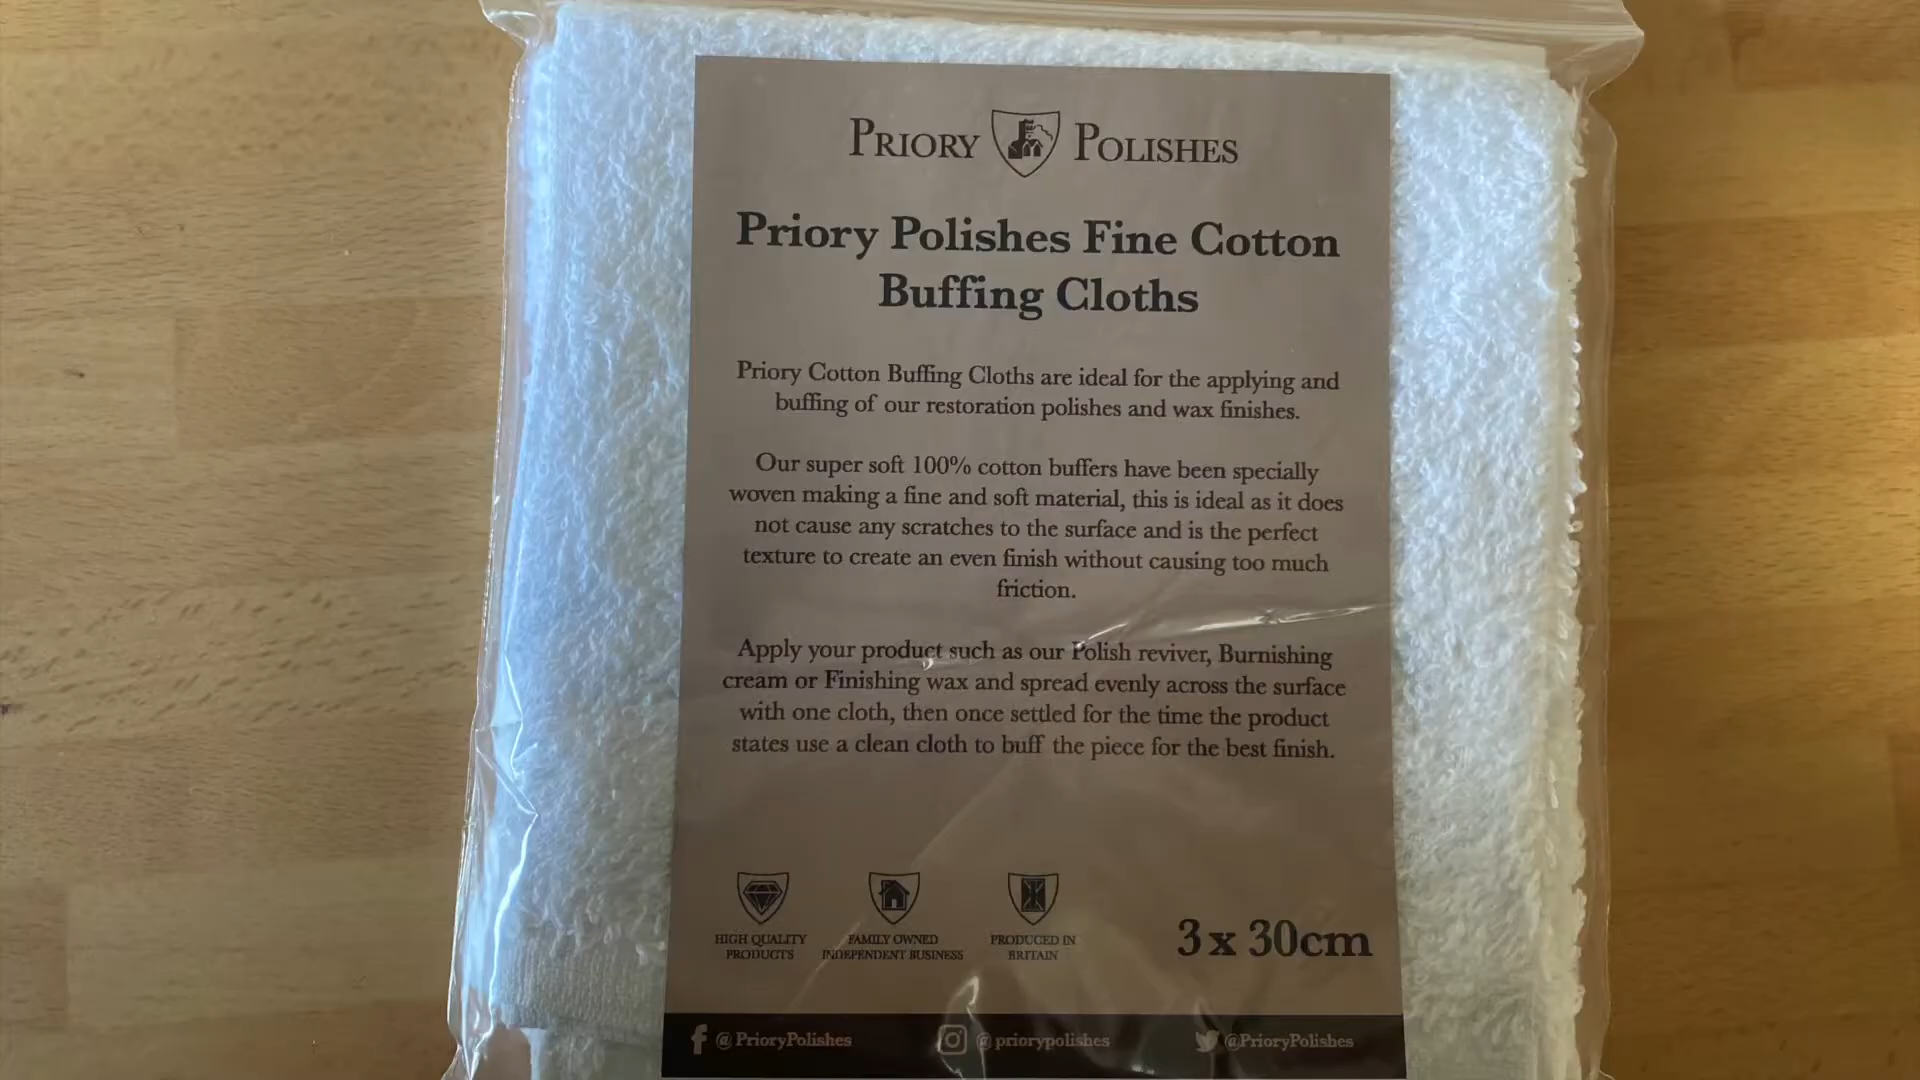 PRIORY POLISHES
Priory Polishes Fine Cotton
Buffing Cloths
Priory Cotton Buffing Cloths are ideal for the applying and
buffing of our restoration polishes and wax finishes.
Our super soft 100% cotton buffers have been specially
woven making a fine and soft material, this is ideal as it does
not cause any scratches to the surface and is the perfect
texture to create an even finish without causing too much
friction.
Apply your product such as our Polish reviver, Burnishing
cream or Finishing wax and spread evenly across the surface
with one cloth, then once settled for the time the product
states use a clean cloth to buff the piece for the best finish.
HIGH QUALITY
PRODUCTS
FAMILY OWNED
INDEPENDENT BUSINESS
PRODUCED IN
BRITAIN
3 x 30cm
@PrioryPolishes
@priorypolishes
@PrioryPolishes